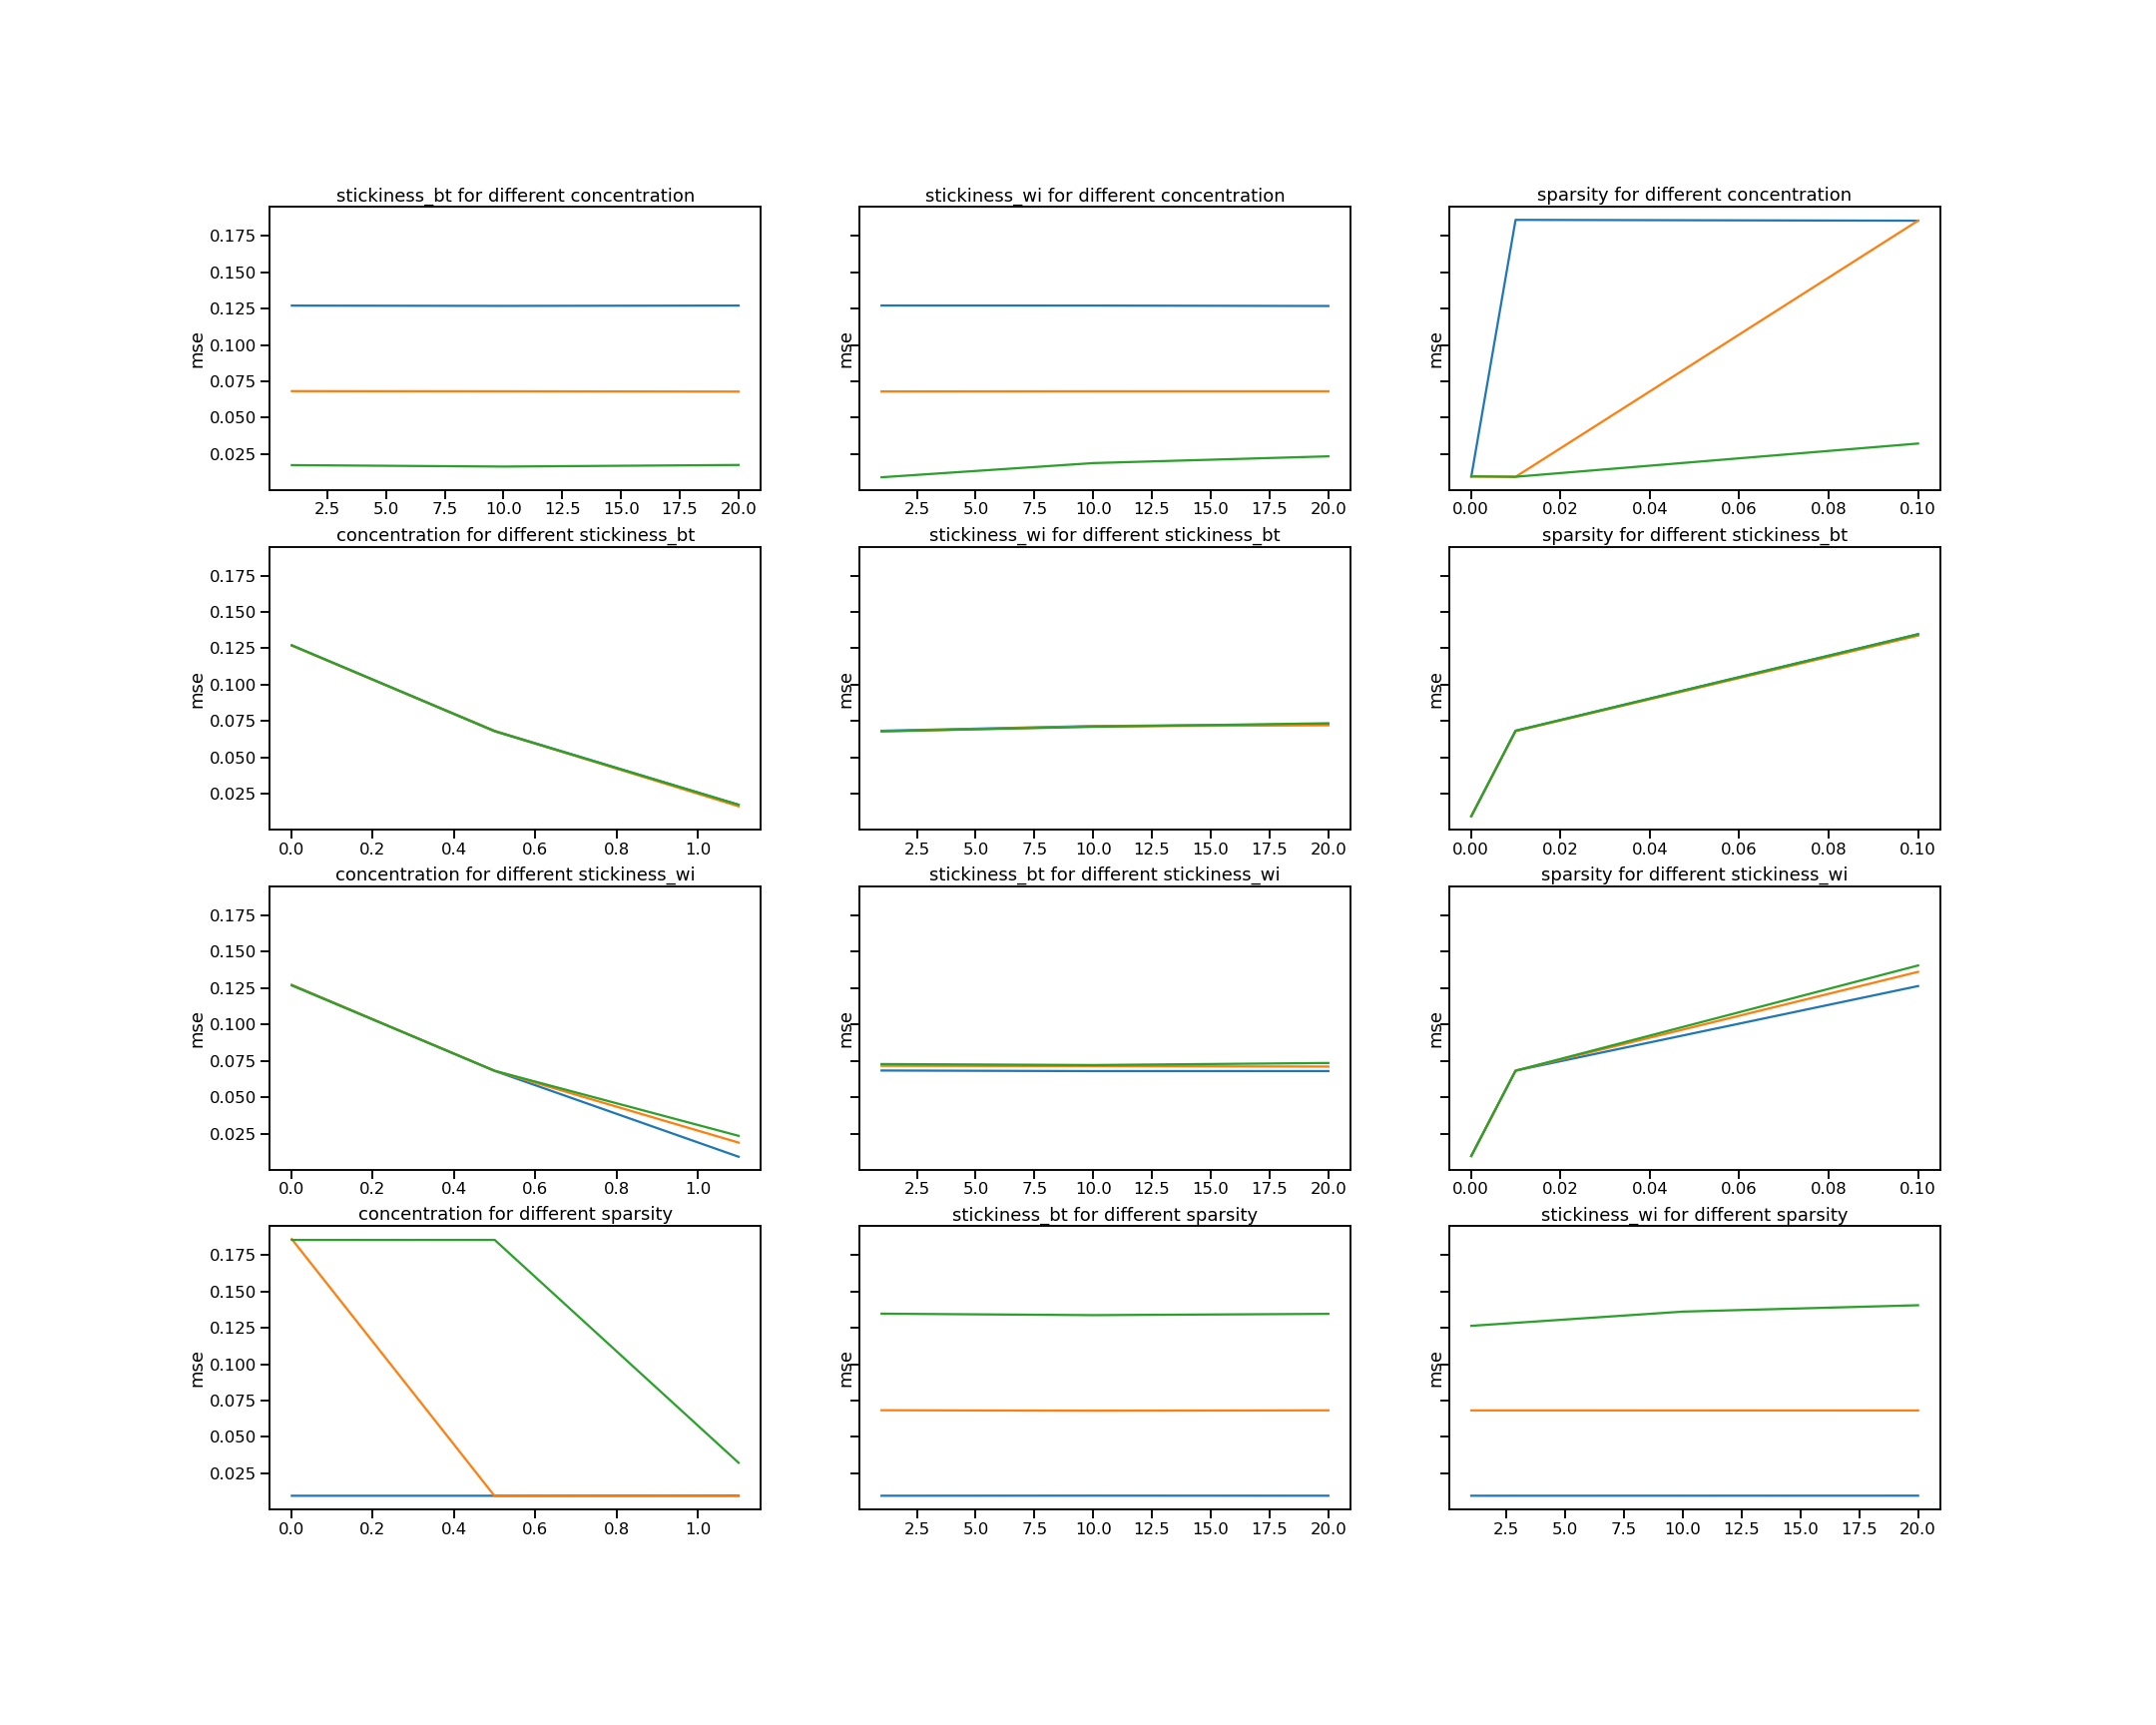 stickiness_bt for different concentration
stickiness_wi for different concentration
sparsity for different concentration
mse
0.175
0.150
0.125
0.100
0.075
0.050
0.025
2.5 5.0 7.5 10.0 12.5 15.0 17.5 20.0
mse
2.5 5.0 7.5 10.0 12.5 15.0 17.5 20.0
mse
0.00 0.02 0.04 0.06 0.08 0.10
concentration for different stickiness_bt
stickiness_wi for different stickiness_bt
sparsity for different stickiness_bt
mse
0.175
0.150
0.125
0.100
0.075
0.050
0.025
0.0 0.2 0.4 0.6 0.8 1.0
mse
2.5 5.0 7.5 10.0 12.5 15.0 17.5 20.0
mse
0.00 0.02 0.04 0.06 0.08 0.10
concentration for different stickiness_wi
stickiness_bt for different stickiness_wi
sparsity for different stickiness_wi
mse
0.175
0.150
0.125
0.100
0.075
0.050
0.025
0.0 0.2 0.4 0.6 0.8 1.0
mse
2.5 5.0 7.5 10.0 12.5 15.0 17.5 20.0
mse
0.00 0.02 0.04 0.06 0.08 0.10
concentration for different sparsity
stickiness_bt for different sparsity
stickiness_wi for different sparsity
mse
0.175
0.150
0.125
0.100
0.075
0.050
0.025
0.0 0.2 0.4 0.6 0.8 1.0
mse
2.5 5.0 7.5 10.0 12.5 15.0 17.5 20.0
mse
2.5 5.0 7.5 10.0 12.5 15.0 17.5 20.0